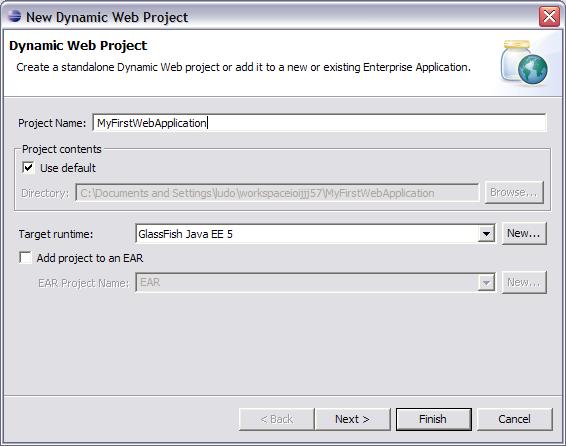 New Dynamic Web Project
Dynamic Web Project
Create a standalone Dynamic Web project or add it to a new or existing Enterprise Application.
Project Name: MyFirstWebApplication
Project contents
Use default
Directory: C:\Documents and Settings\ludo\workspaceioijjj57\MyFirstWebApplication Browse...
Target runtime: GlassFish Java EE 5 New...
Add project to an EAR
EAR Project Name: EAR New...
< Back Next > Finish Cancel